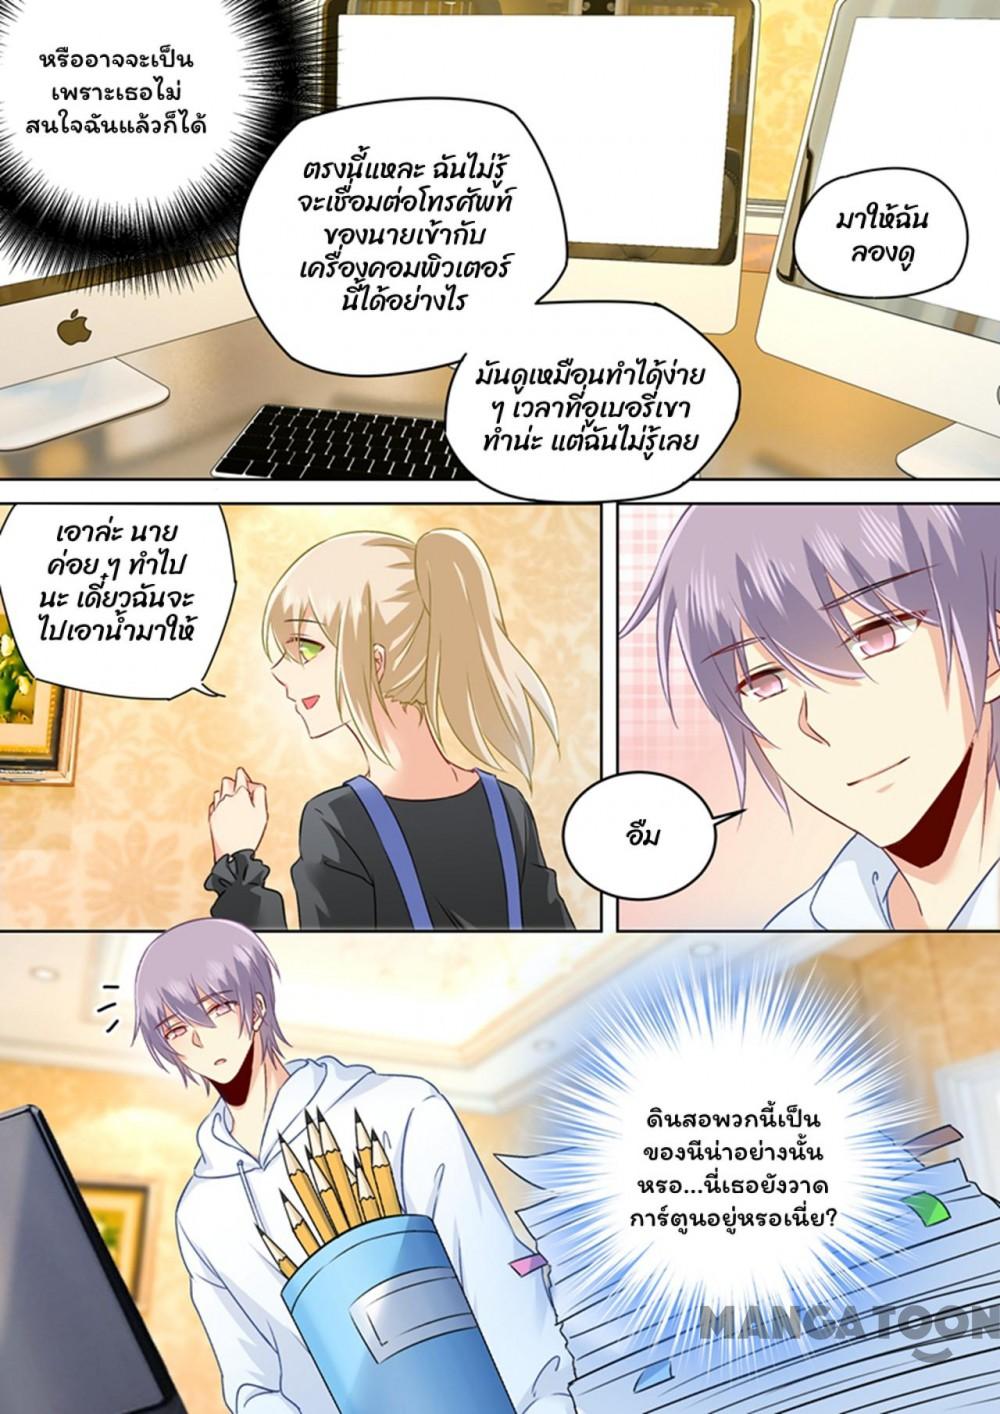 หรืออาจจะเป็น
เพราะเธอไม่
สนใจฉันแล้วก็ได้
ตรงนี้แหละ ฉันไม่รู้
จะเชื่อมต่อโทรศัพท์
ของนายเข้ากับ
เครื่องคอมพิวเตอร์
นี้ได้อย่างไร
มาให้ฉัน
ลองดู
มันดูเหมือนทำได้ง่าย
ๆ เวลาที่อูเบอรี่เขา
ทำน่ะ แต่ฉันไม่รู้เลย
เอาล่ะ นาย
ค่อย ๆ ทำไป
นะ เดี๋ยวฉันจะ
ไปเอาน้ำมาให้
อืม
ดินสอพวกนี้เป็น
ของนีน่าอย่างนั้น
หรอ...นี่เธอยังวาด
การ์ตูนอยู่หรอเนี่ย?
MANGATOON